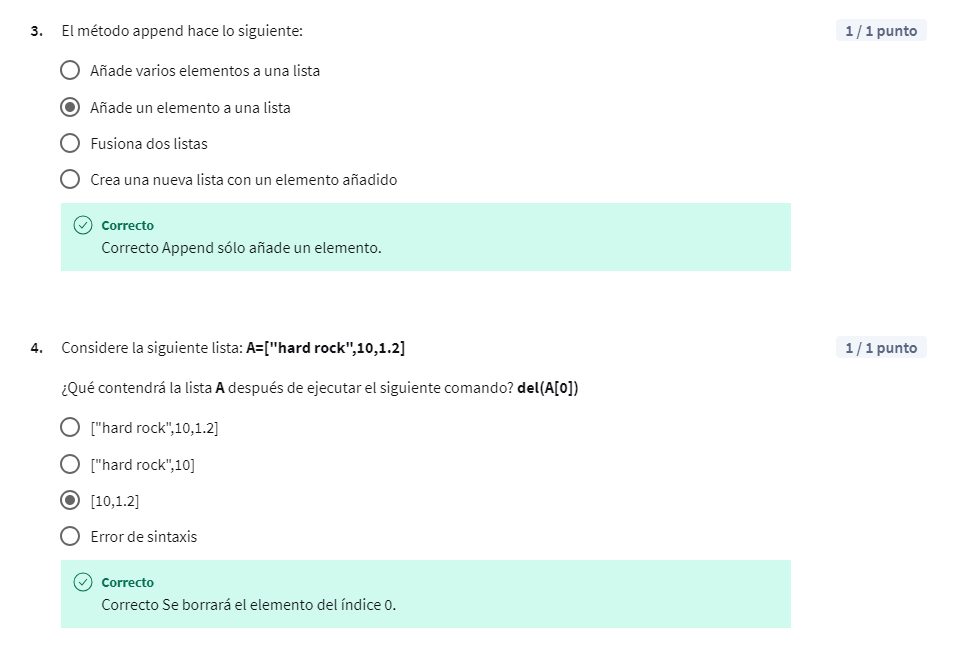 3. El método append hace lo siguiente: 1 / 1 punto
Añade varios elementos a una lista
Añade un elemento a una lista
Fusiona dos listas
Crea una nueva lista con un elemento añadido
Correcto
Correcto Append sólo añade un elemento.
4. Considere la siguiente lista: A=["hard rock",10,1.2] 1 / 1 punto
¿Qué contendrá la lista A después de ejecutar el siguiente comando? del(A[0])
["hard rock",10,1.2]
["hard rock",10]
[10,1.2]
Error de sintaxis
Correcto
Correcto Se borrará el elemento del índice 0.